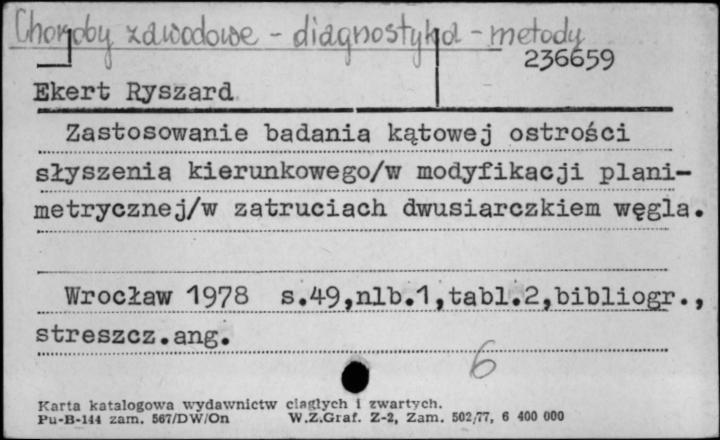 Choroby zawodowe - diagnostyka - metody
236659
Ekert Ryszard
Zastosowanie badania kątowej ostrości
słyszenia kierunkowego/w modyfikacji plani-
metrycznej/w zatruciach dwusiarczkiem węgla.
Wrocław 1978 s.49,nlb.1,tabl.2,bibliogr.,
streszcz.ang.
6
Karta katalogowa wydawnictw ciągłych i zwartych.
Pu-B-144 zam. 567/DW/On W.Z.Graf. Z-2, Zam. 502/77, 6 400 000